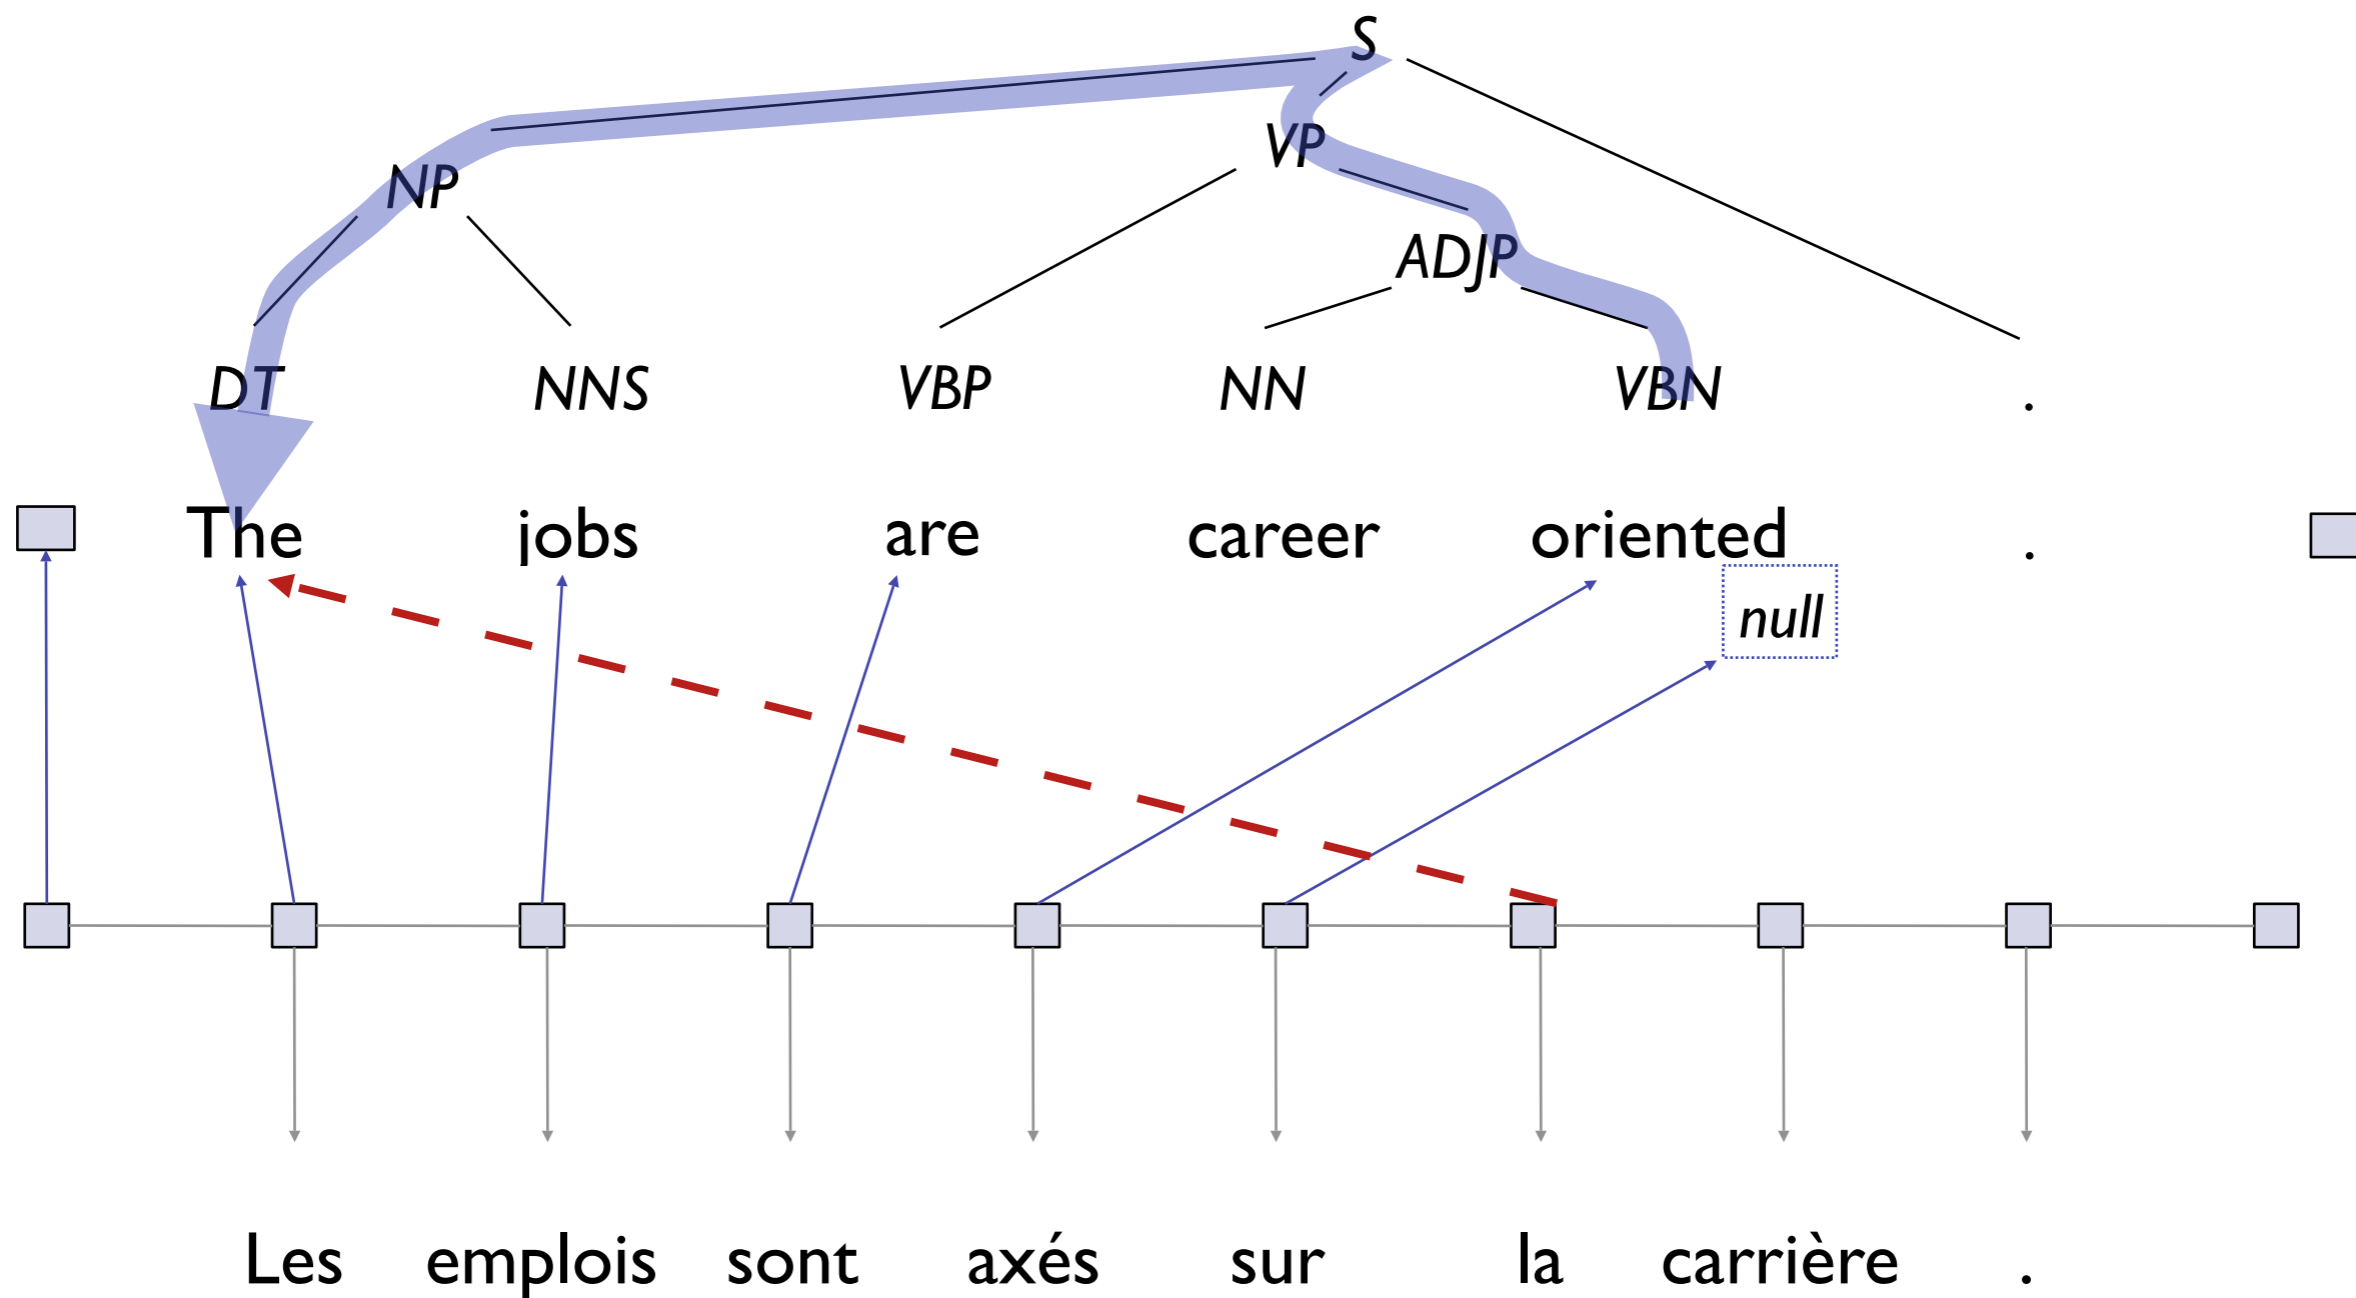 S
VP
NP
ADJP
DT NNS VBP NN VBN .
The jobs are career oriented .
null
Les emplois sont axés sur la carrière .